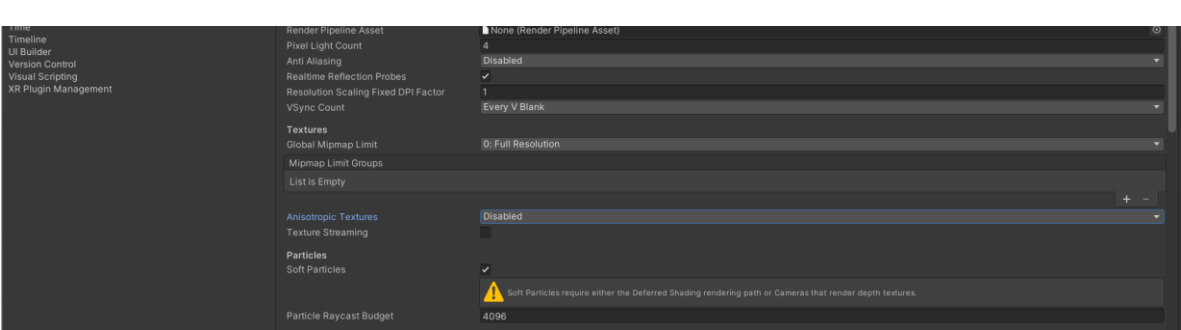 Time
Timeline
UI Builder
Version Control
Visual Scripting
XR Plugin Management
Render Pipeline Asset None (Render Pipeline Asset)
Pixel Light Count 4
Anti Aliasing Disabled
Realtime Reflection Probes
Resolution Scaling Fixed DPI Factor 1
VSync Count Every V Blank
Textures
Global Mipmap Limit 0: Full Resolution
Mipmap Limit Groups
List is Empty
+ −
Anisotropic Textures Disabled
Texture Streaming
Particles
Soft Particles
Soft Particles require either the Deferred Shading rendering path or Cameras that render depth textures.
Particle Raycast Budget 4096